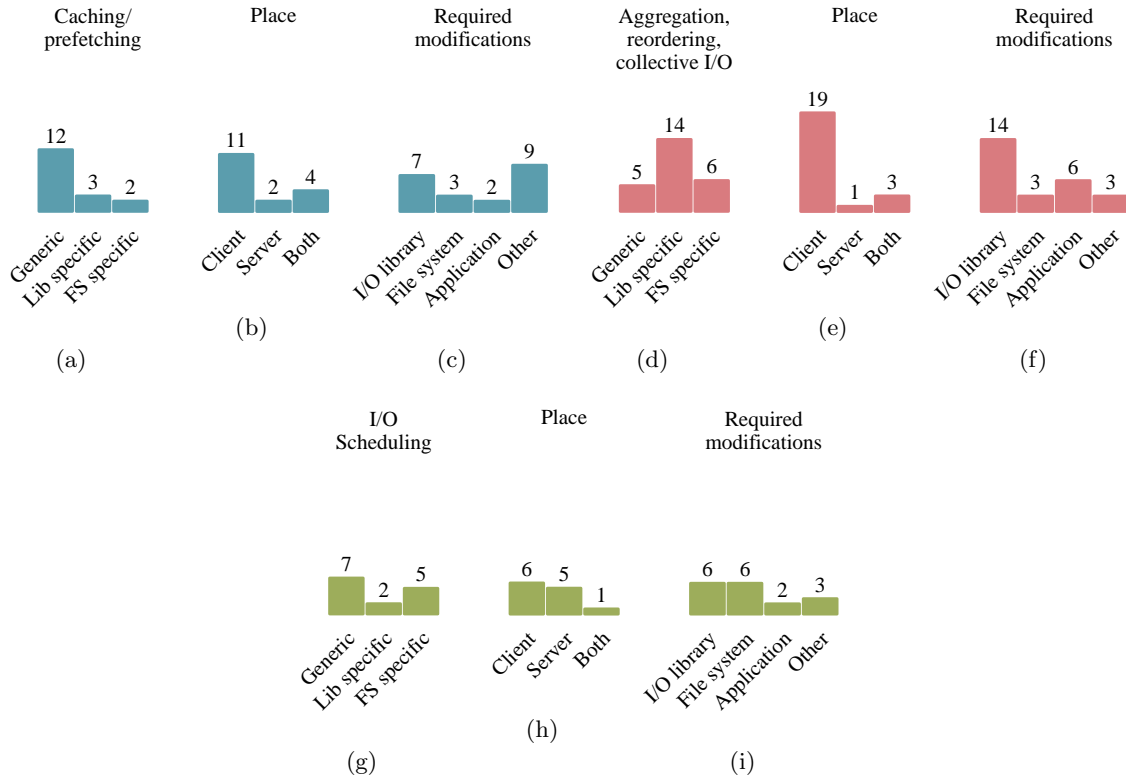 Caching/
prefetching
Place
Required
modifications
Aggregation,
reordering,
collective I/O
Place
Required
modifications
12
3
2
Generic
Lib specific
FS specific
(a)
11
2
4
Client
Server
Both
(b)
7
3
2
9
I/O library
File system
Application
Other
(c)
5
14
6
Generic
Lib specific
FS specific
(d)
19
1
3
Client
Server
Both
(e)
14
3
6
3
I/O library
File system
Application
Other
(f)
I/O
Scheduling
Place
Required
modifications
7
2
5
Generic
Lib specific
FS specific
(g)
6
5
1
Client
Server
Both
(h)
6
6
2
3
I/O library
File system
Application
Other
(i)